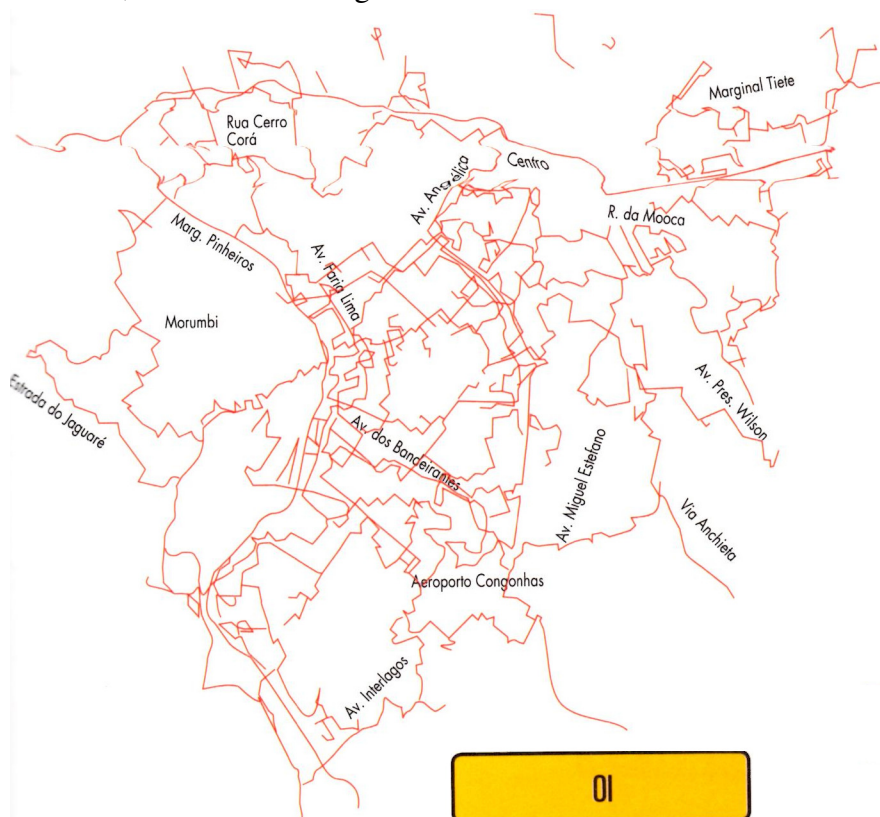 Marginal Tiete
Rua Cerro
Corá
Centro
Av. Angélica
R. da Mooca
Marg. Pinheiros
Av. Faria Lima
Morumbi
Estrada do Jaguaré
Av. Pres. Wilson
Av. dos Bandeirantes
Av. Miguel Estefano
Via Anchieta
Aeroporto Congonhas
Av. Interlagos
OI